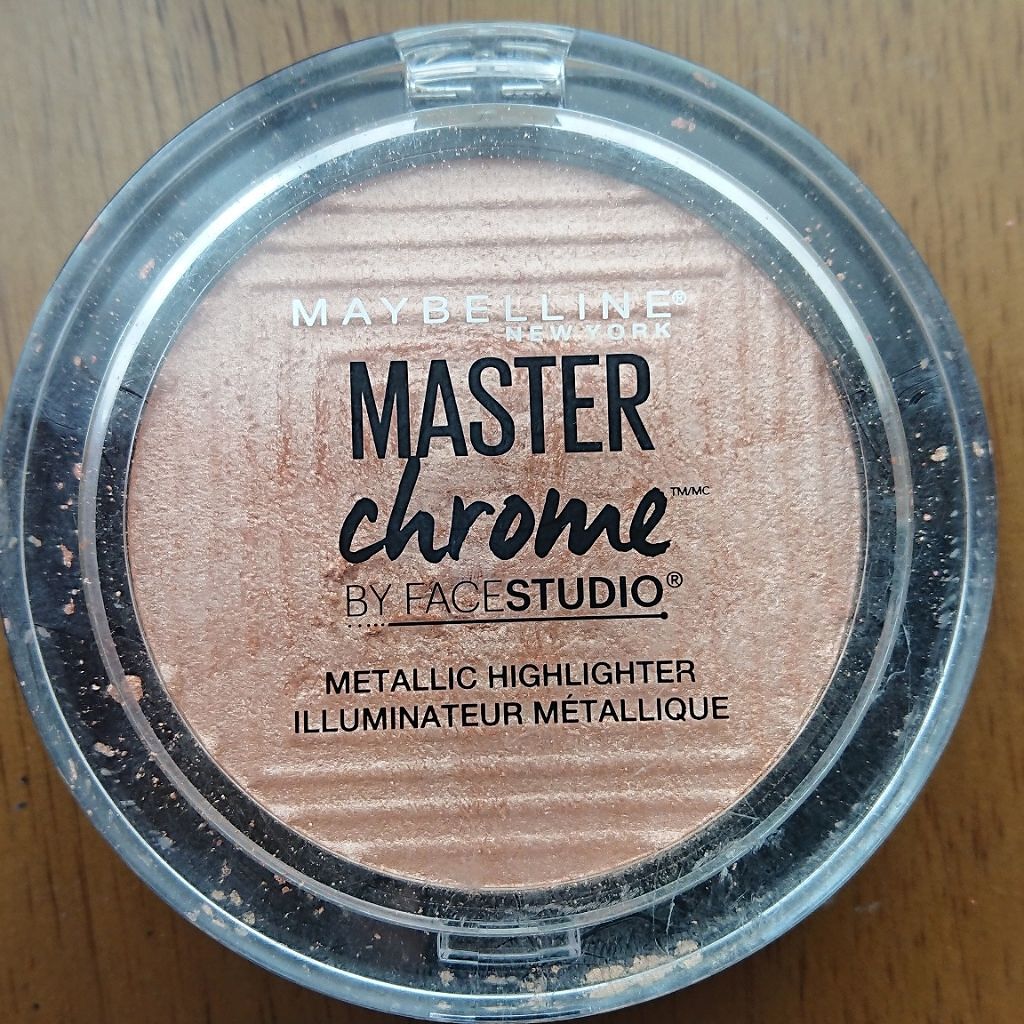 MAYBELLINE®
NEW YORK
MASTER
chrome™/MC
BY FACESTUDIO®
METALLIC HIGHLIGHTER
ILLUMINATEUR MÉTALLIQUE